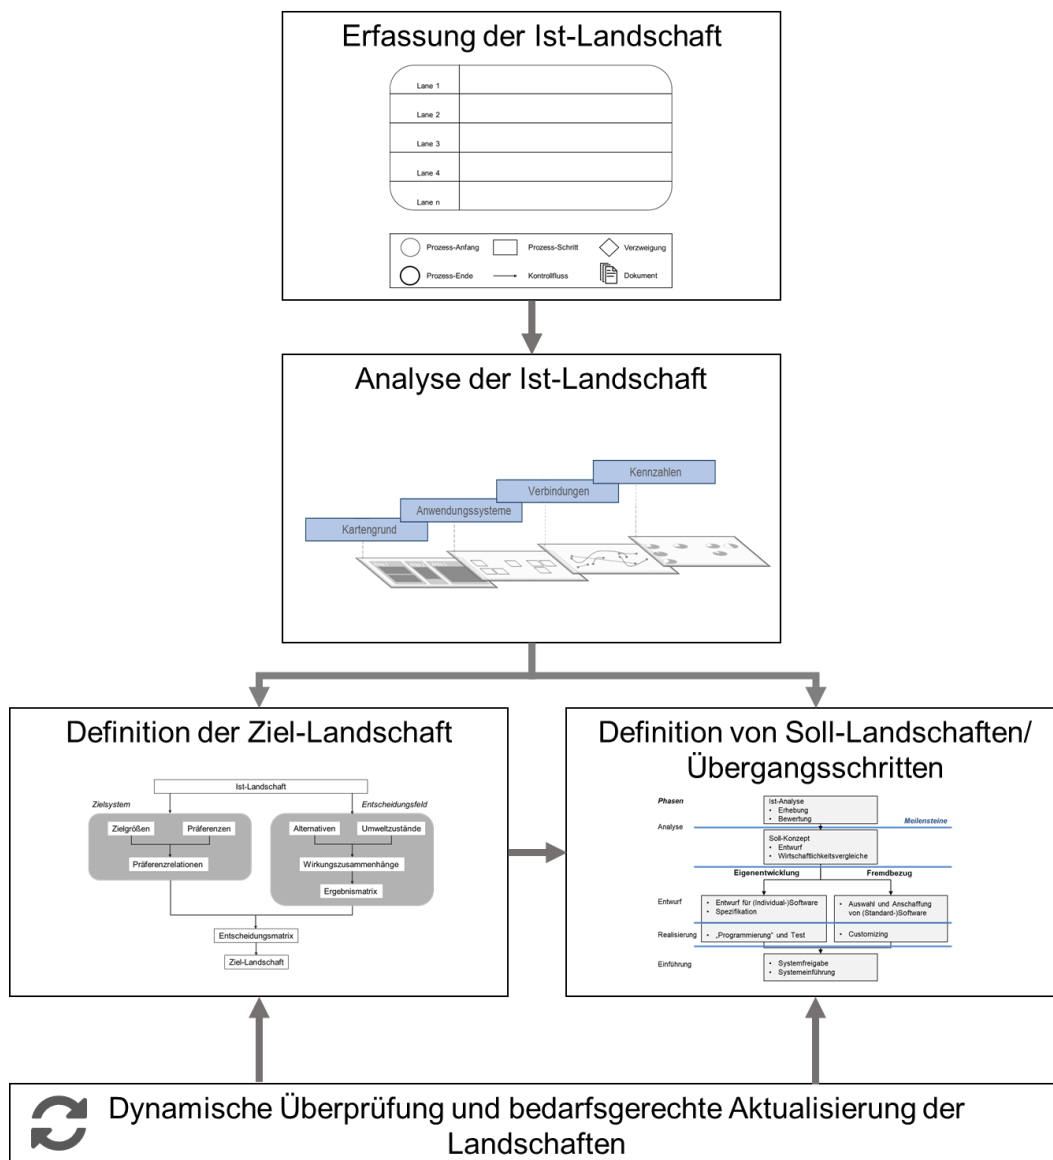 Erfassung der Ist-Landschaft
Lane 1
Lane 2
Lane 3
Lane 4
Lane n
Prozess-Anfang
Prozess-Schritt
Verzweigung
Prozess-Ende
Kontrollfluss
Dokument
Analyse der Ist-Landschaft
Kennzahlen
Verbindungen
Anwendungssysteme
Kartengrund
Definition der Ziel-Landschaft
Ist-Landschaft
Zielsystem
Entscheidungsfeld
Zielgrößen
Präferenzen
Alternativen
Umweltzustände
Präferenzrelationen
Wirkungszusammenhänge
Ergebnismatrix
Entscheidungsmatrix
Ziel-Landschaft
Definition von Soll-Landschaften/
Übergangsschritten
Phasen
Ist-Analyse
• Erhebung
• Bewertung
Meilensteine
Analyse
Soll-Konzept
• Entwurf
• Wirtschaftlichkeitsvergleiche
Eigenentwicklung
Fremdbezug
Entwurf
• Entwurf für (Individual-)Software
• Spezifikation
• Auswahl und Anschaffung
von (Standard-)Software
Realisierung
• „Programmierung“ und Test
• Customizing
Einführung
• Systemfreigabe
• Systemeinführung
Dynamische Überprüfung und bedarfsgerechte Aktualisierung der
Landschaften